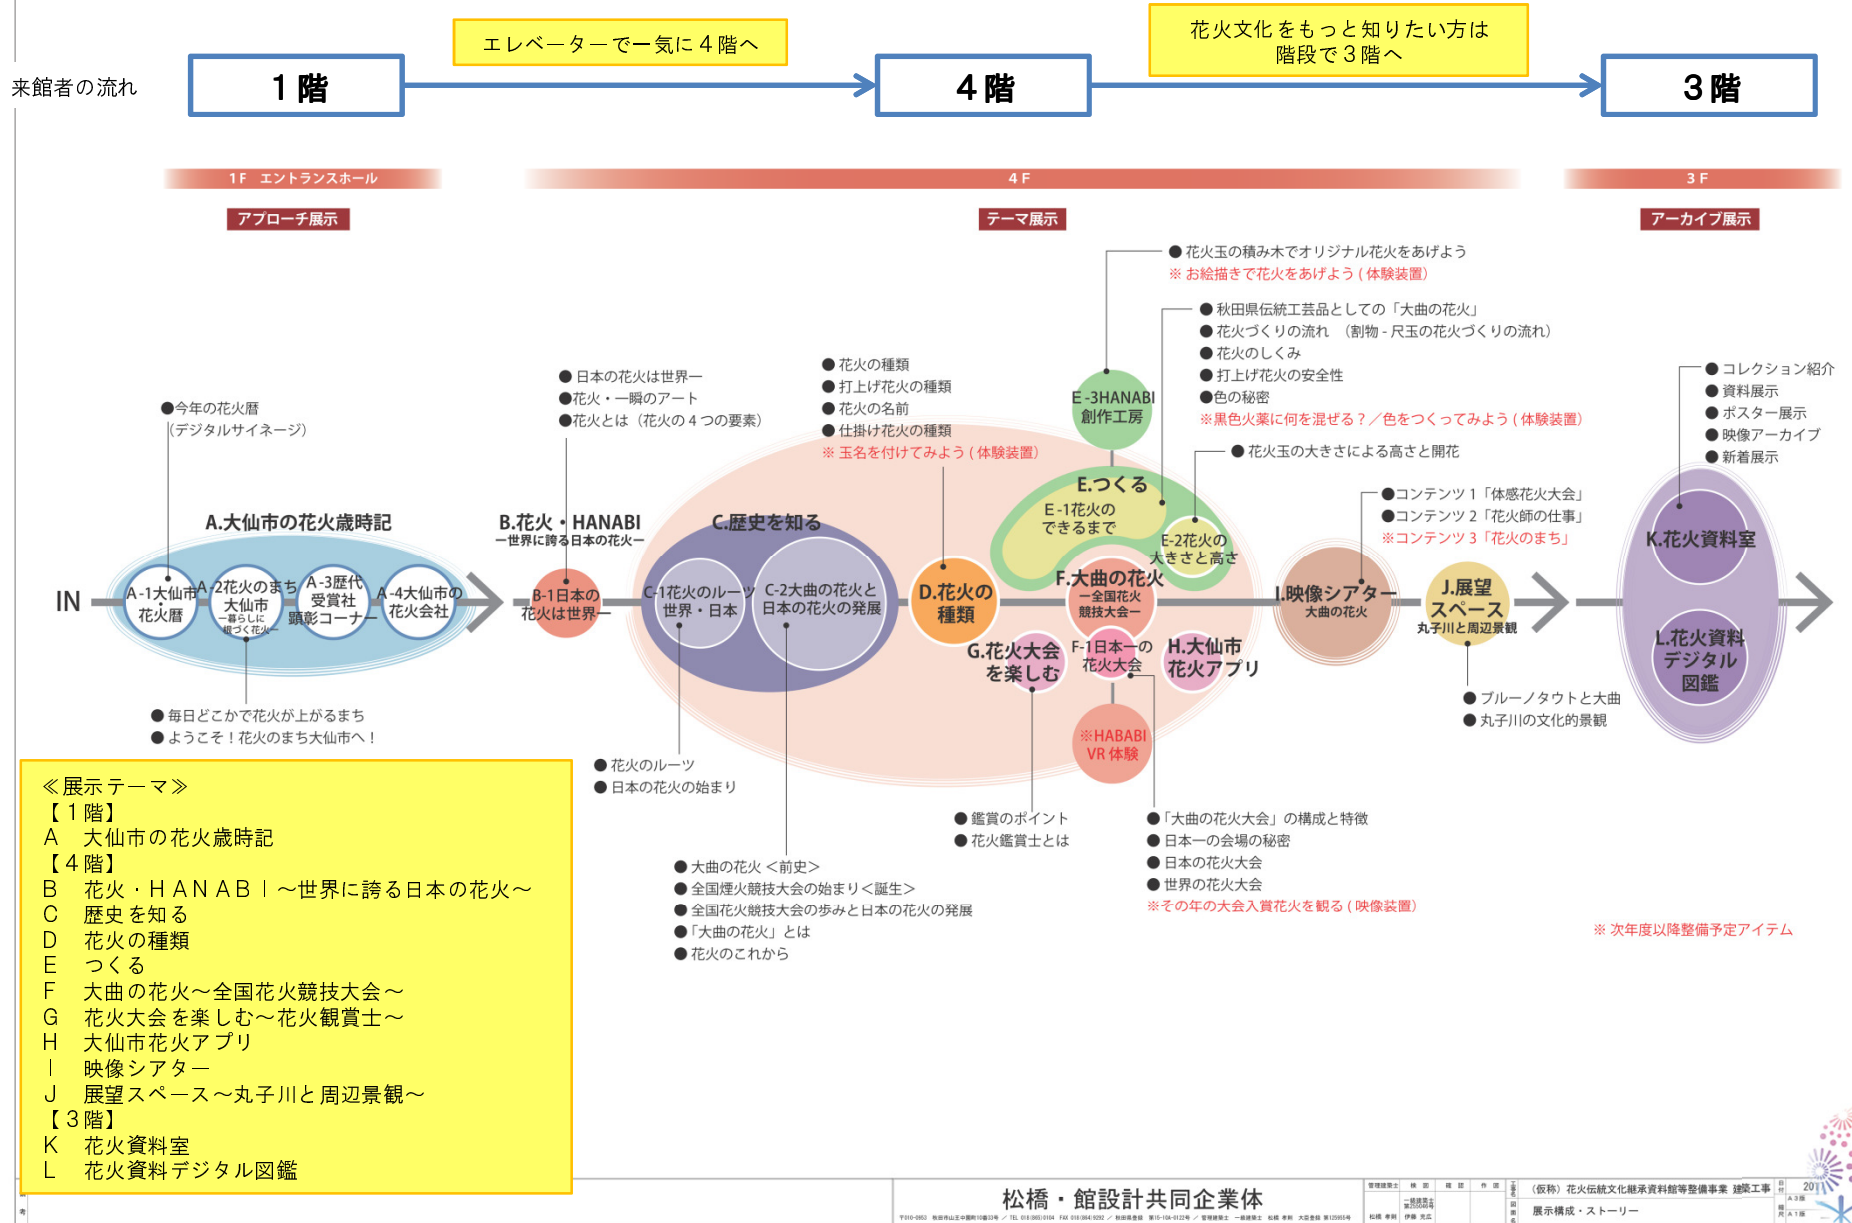 来館者の流れ
1階
エレベーターで一気に４階へ
4階
花火文化をもっと知りたい方は
階段で３階へ
3階
1F エントランスホール
アプローチ展示
4F
テーマ展示
3F
アーカイブ展示
●花火玉の積み木でオリジナル花火をあげよう
※お絵描きで花火をあげよう(体験装置)
●秋田県伝統工芸品としての「大曲の花火」
●花火づくりの流れ （割物 - 尺玉の花火づくりの流れ）
●花火のしくみ
●打上げ花火の安全性
●色の秘密
※黒色火薬に何を混ぜる？／色をつくってみよう(体験装置)
●花火玉の大きさによる高さと開花
●花火の種類
●打上げ花火の種類
●花火の名前
●仕掛け花火の種類
※玉名を付けてみよう(体験装置)
●日本の花火は世界一
●花火・一瞬のアート
●花火とは（花火の４つの要素）
●今年の花火暦
（デジタルサイネージ）
●コレクション紹介
●資料展示
●ポスター展示
●映像アーカイブ
●新着展示
●コンテンツ１「体感花火大会」
●コンテンツ２「花火師の仕事」
※コンテンツ３「花火のまち」
IN
A.大仙市の花火歳時記
A-1大仙市
・
花火暦
A-2花火のまち
大仙市
ー暮らしに
根づく花火ー
A-3歴代
受賞社
顕彰コーナー
A-4大仙市の
花火会社
●毎日どこかで花火が上がるまち
●ようこそ！花火のまち大仙市へ！
B.花火・HANABI
ー世界に誇る日本の花火ー
B-1日本の
花火は世界一
C.歴史を知る
C-1花火のルーツ
世界・日本
C-2大曲の花火と
日本の花火の発展
●花火のルーツ
●日本の花火の始まり
●大曲の花火＜前史＞
●全国煙火競技大会の始まり＜誕生＞
●全国花火競技大会の歩みと日本の花火の発展
●「大曲の花火」とは
●花火のこれから
D.花火の
種類
E-3HANABI
創作工房
E.つくる
E-1花火の
できるまで
E-2花火の
大きさと高さ
F.大曲の花火
ー全国花火
競技大会ー
F-1日本一の
花火大会
※HABABI
VR体験
G.花火大会
を楽しむ
H.大仙市
花火アプリ
●鑑賞のポイント
●花火鑑賞士とは
●「大曲の花火大会」の構成と特徴
●日本一の会場の秘密
●日本の花火大会
●世界の花火大会
※その年の大会入賞花火を観る(映像装置)
I.映像シアター
大曲の花火
J.展望
スペース
丸子川と周辺景観
●ブルーノタウトと大曲
●丸子川の文化的景観
K.花火資料室
L.花火資料
デジタル
図鑑
※次年度以降整備予定アイテム
≪展示テーマ≫
【１階】
A 大仙市の花火歳時記
【４階】
B 花火・HANABI～世界に誇る日本の花火～
C 歴史を知る
D 花火の種類
E つくる
F 大曲の花火～全国花火競技大会～
G 花火大会を楽しむ～花火観賞士～
H 大仙市花火アプリ
I 映像シアター
J 展望スペース～丸子川と周辺景観～
【３階】
K 花火資料室
L 花火資料デジタル図鑑
松橋・館設計共同企業体
管理建築士
検図
確認
作図
（仮称）花火伝統文化継承資料館等整備事業 建築工事
展示構成・ストーリー